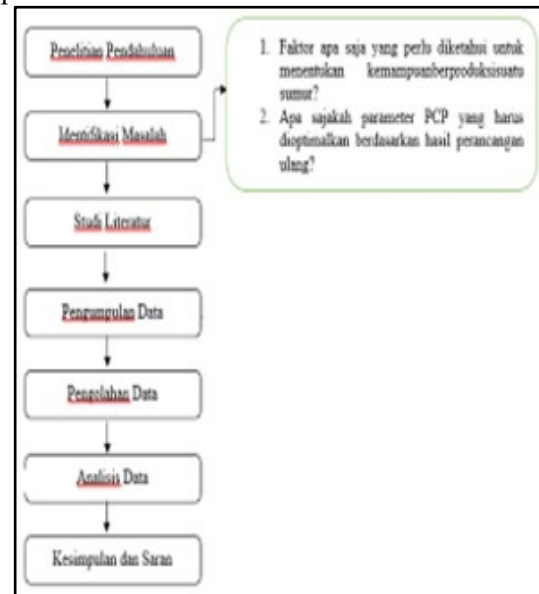 Penelitian Pendahuluan
Identifikasi Masalah
1. Faktor apa saja yang perlu diketahui untuk
menentukan kemampuanberproduksisuatu
sumur?
2. Apa sajakah parameter PCP yang harus
dioptimalkan berdasarkan hasil perancangan
ulang?
Studi Literatur
Pengumpulan Data
Pengolahan Data
Analisis Data
Kesimpulan dan Saran